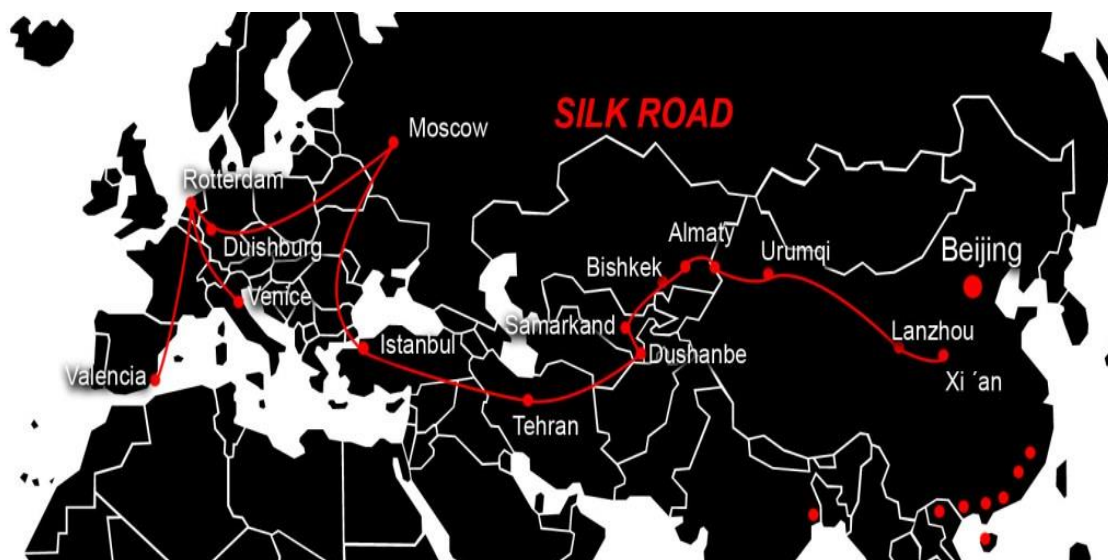 SILK ROAD
Moscow
Rotterdam
Duishburg
Almaty
Urumqi
Beijing
Bishkek
Venice
Samarkand
Lanzhou
Istanbul
Dushanbe
Valencia
Xi ´an
Tehran